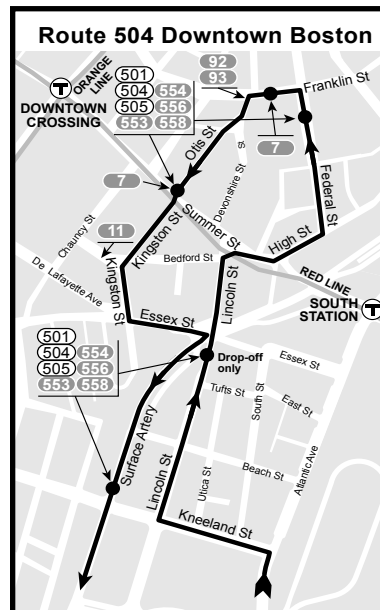 Route 504 Downtown Boston
ORANGE
LINE
T
DOWNTOWN
CROSSING
501
504 554
505 556
553 558
92
93
Franklin St
7
Otis St
Devonshire St
Federal St
7
Summer St
Chauncy St
11
Kingston St
High St
Bedford St
De Lafayette Ave
Kingston St
Lincoln St
RED LINE
SOUTH
STATION
T
Essex St
501
504 554
505 556
553 558
Drop-off
only
Essex St
Tufts St
South St
East St
Surface Artery
Lincoln St
Utica St
Beach St
Atlantic Ave
Kneeland St